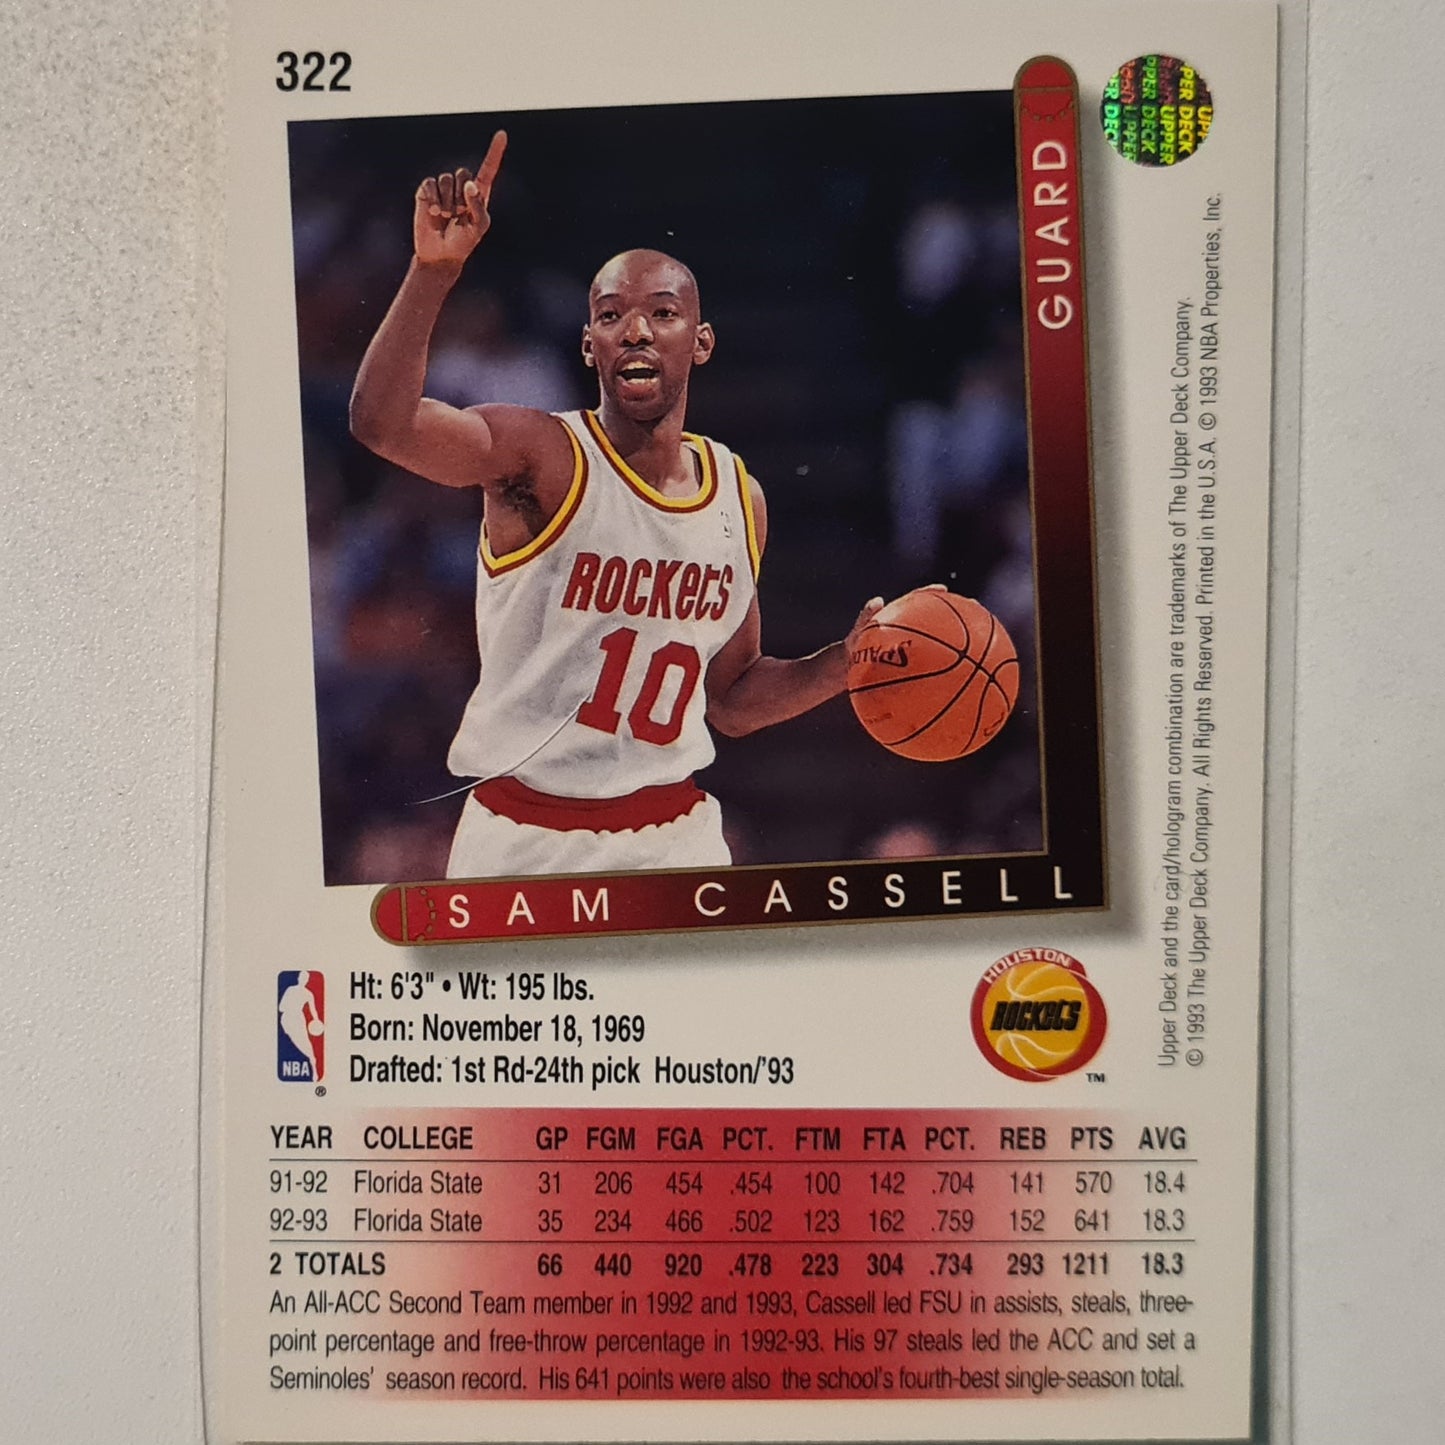 322
UPPER DECK
GUARD
ROCKETS
10
SPALDING
SAM CASSELL
Upper Deck and the card/hologram combination are trademarks of The Upper Deck Company.
© 1993 The Upper Deck Company. All Rights Reserved. Printed in the U.S.A. © 1993 NBA Properties, Inc.
NBA
®
Ht: 6'3" • Wt: 195 lbs.
Born: November 18, 1969
Drafted: 1st Rd-24th pick Houston/'93
HOUSTON
ROCKETS
TM
YEAR COLLEGE GP FGM FGA PCT. FTM FTA PCT. REB PTS AVG
91-92 Florida State 31 206 454 .454 100 142 .704 141 570 18.4
92-93 Florida State 35 234 466 .502 123 162 .759 152 641 18.3
2 TOTALS 66 440 920 .478 223 304 .734 293 1211 18.3
An All-ACC Second Team member in 1992 and 1993, Cassell led FSU in assists, steals, three-
point percentage and free-throw percentage in 1992-93. His 97 steals led the ACC and set a
Seminoles' season record. His 641 points were also the school's fourth-best single-season total.